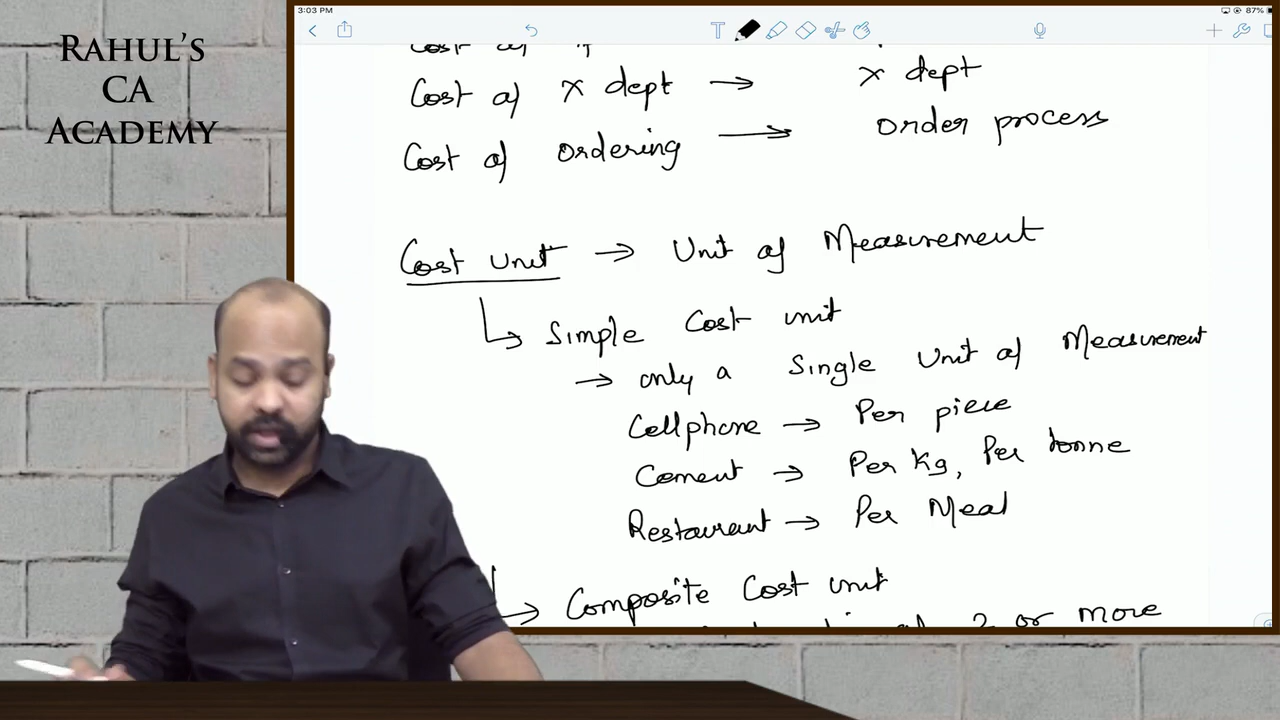 RAHUL'S
CA
ACADEMY
3:03 PM
87%
T
Cost of
Cost of X dept → X dept
Cost of ordering → order process
Cost unit → Unit of Measurement
↳ Simple Cost unit
→ only a Single Unit of Measurement
Cellphone → Per piece
Cement → Per Kg, Per tonne
Restaurant → Per Meal
→ Composite Cost unit
2 or more